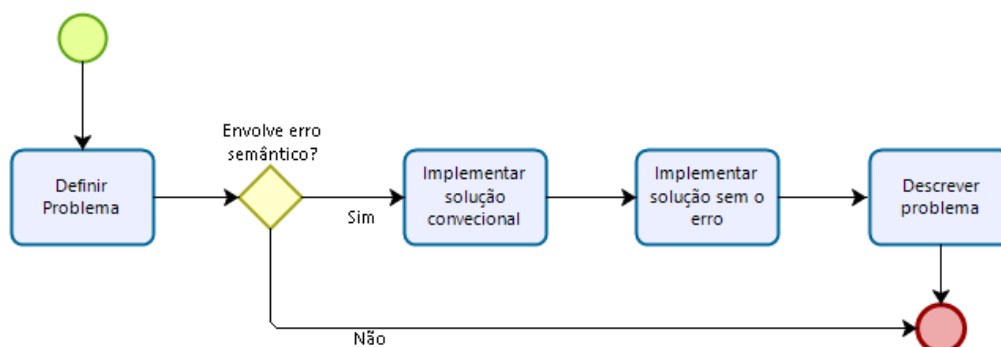 Envolve erro
semântico?
Definir
Problema
Sim
Implementar
solução
convecional
Implementar
solução sem o
erro
Descrever
problema
Não